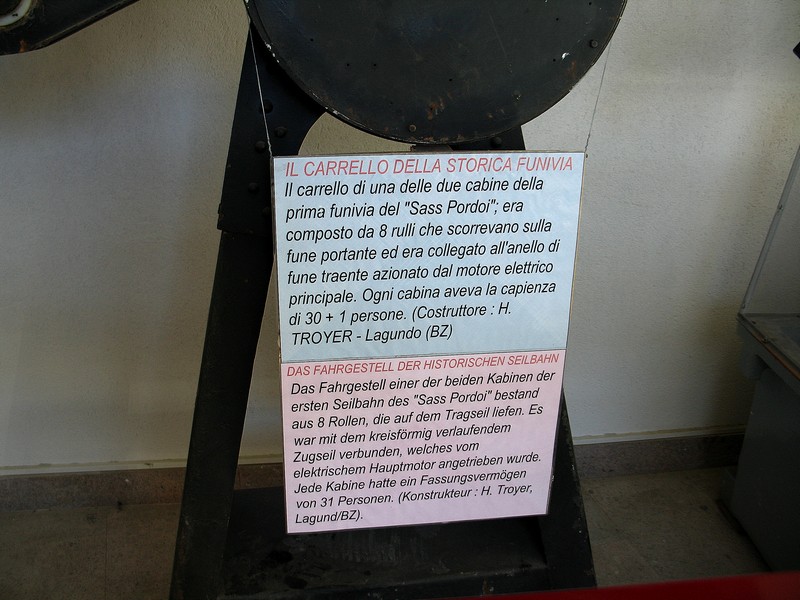 IL CARRELLO DELLA STORICA FUNIVIA
Il carrello di una delle due cabine della
prima funivia del "Sass Pordoi"; era
composto da 8 rulli che scorrevano sulla
fune portante ed era collegato all'anello di
fune traente azionato dal motore elettrico
principale. Ogni cabina aveva la capienza
di 30 + 1 persone. (Costruttore : H.
TROYER - Lagundo (BZ)
DAS FAHRGESTELL DER HISTORISCHEN SEILBAHN
Das Fahrgestell einer der beiden Kabinen der
ersten Seilbahn des "Sass Pordoi" bestand
aus 8 Rollen, die auf dem Tragseil liefen. Es
war mit dem kreisförmig verlaufendem
Zugseil verbunden, welches vom
elektrischem Hauptmotor angetrieben wurde.
Jede Kabine hatte ein Fassungsvermögen
von 31 Personen. (Konstrukteur : H. Troyer,
Lagund/BZ).